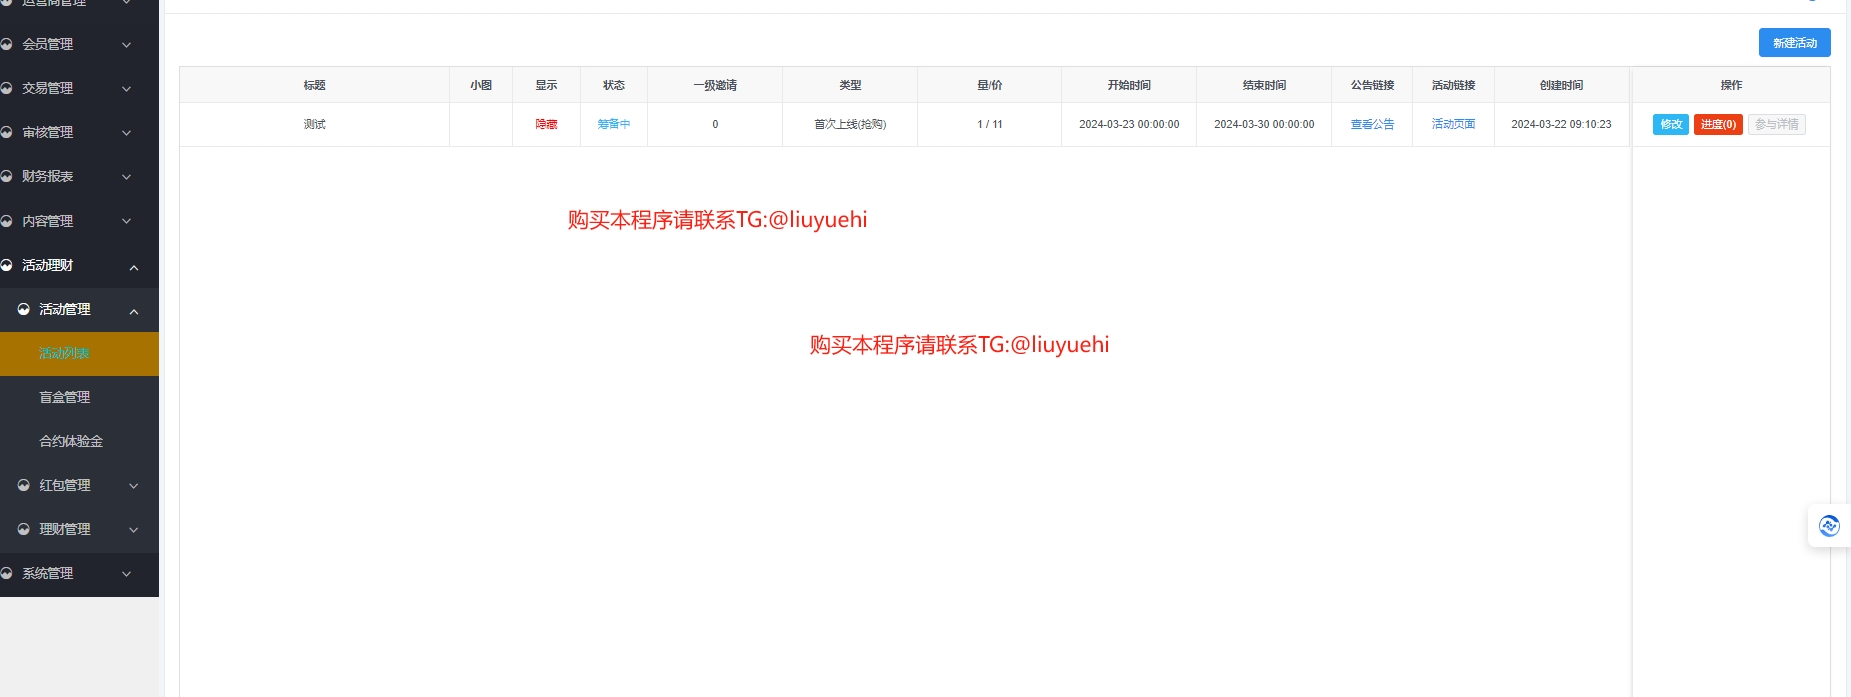 运营商管理
会员管理
交易管理
审核管理
财务报表
内容管理
活动理财
活动管理
活动列表
盲盒管理
合约体验金
红包管理
理财管理
系统管理
新建活动
标题 小图 显示 状态 一级邀请 类型 量/价 开始时间 结束时间 公告链接 活动链接 创建时间 操作
测试 隐藏 筹备中 0 首次上线(抢购) 1 / 11 2024-03-23 00:00:00 2024-03-30 00:00:00 查看公告 活动页面 2024-03-22 09:10:23 修改 进度(0) 参与详情
购买本程序请联系TG:@liuyuehi
购买本程序请联系TG:@liuyuehi